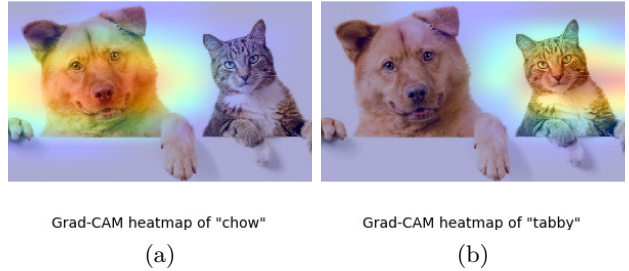 Grad-CAM heatmap of "chow"
Grad-CAM heatmap of "tabby"
(a)
(b)